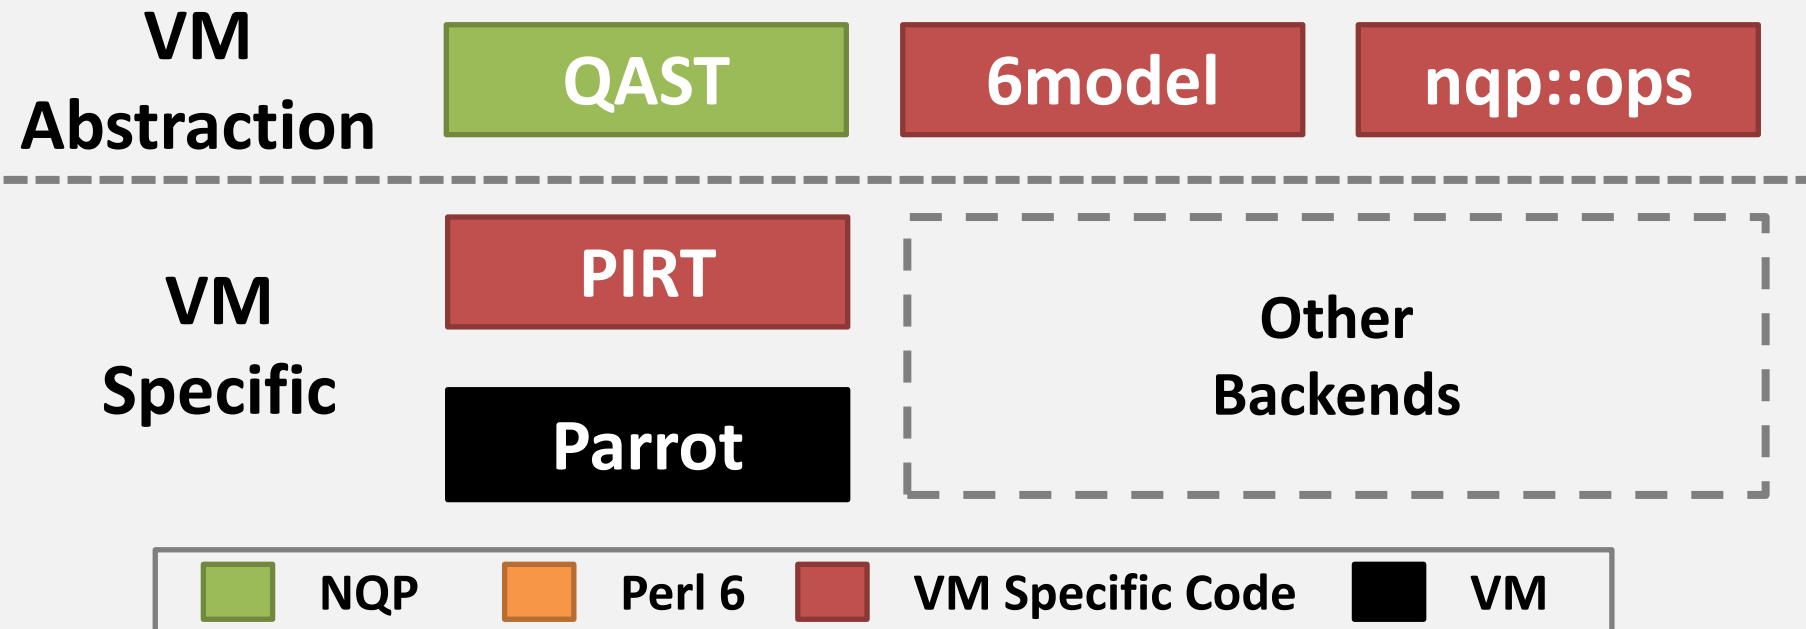 VM
Abstraction
QAST
6model
nqp::ops
VM
Specific
PIRT
Parrot
Other
Backends
NQP
Perl 6
VM Specific Code
VM